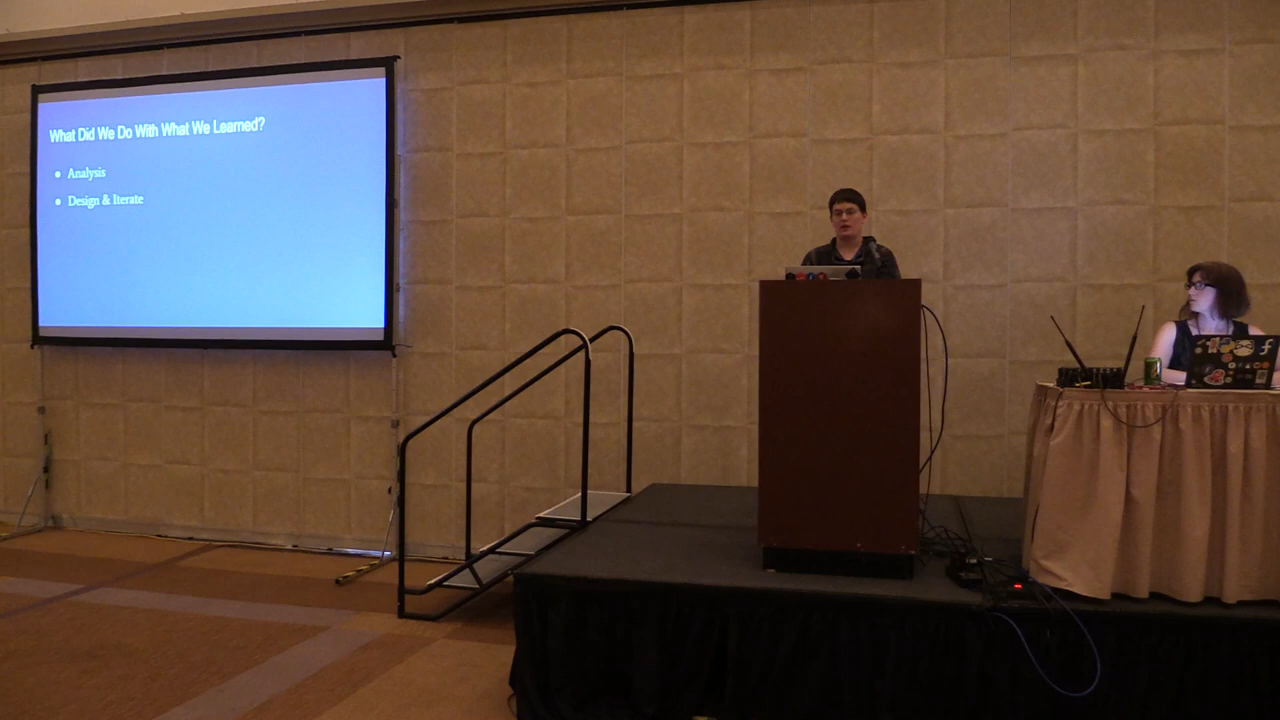 What Did We Do With What We Learned?
• Analysis
• Design & Iterate